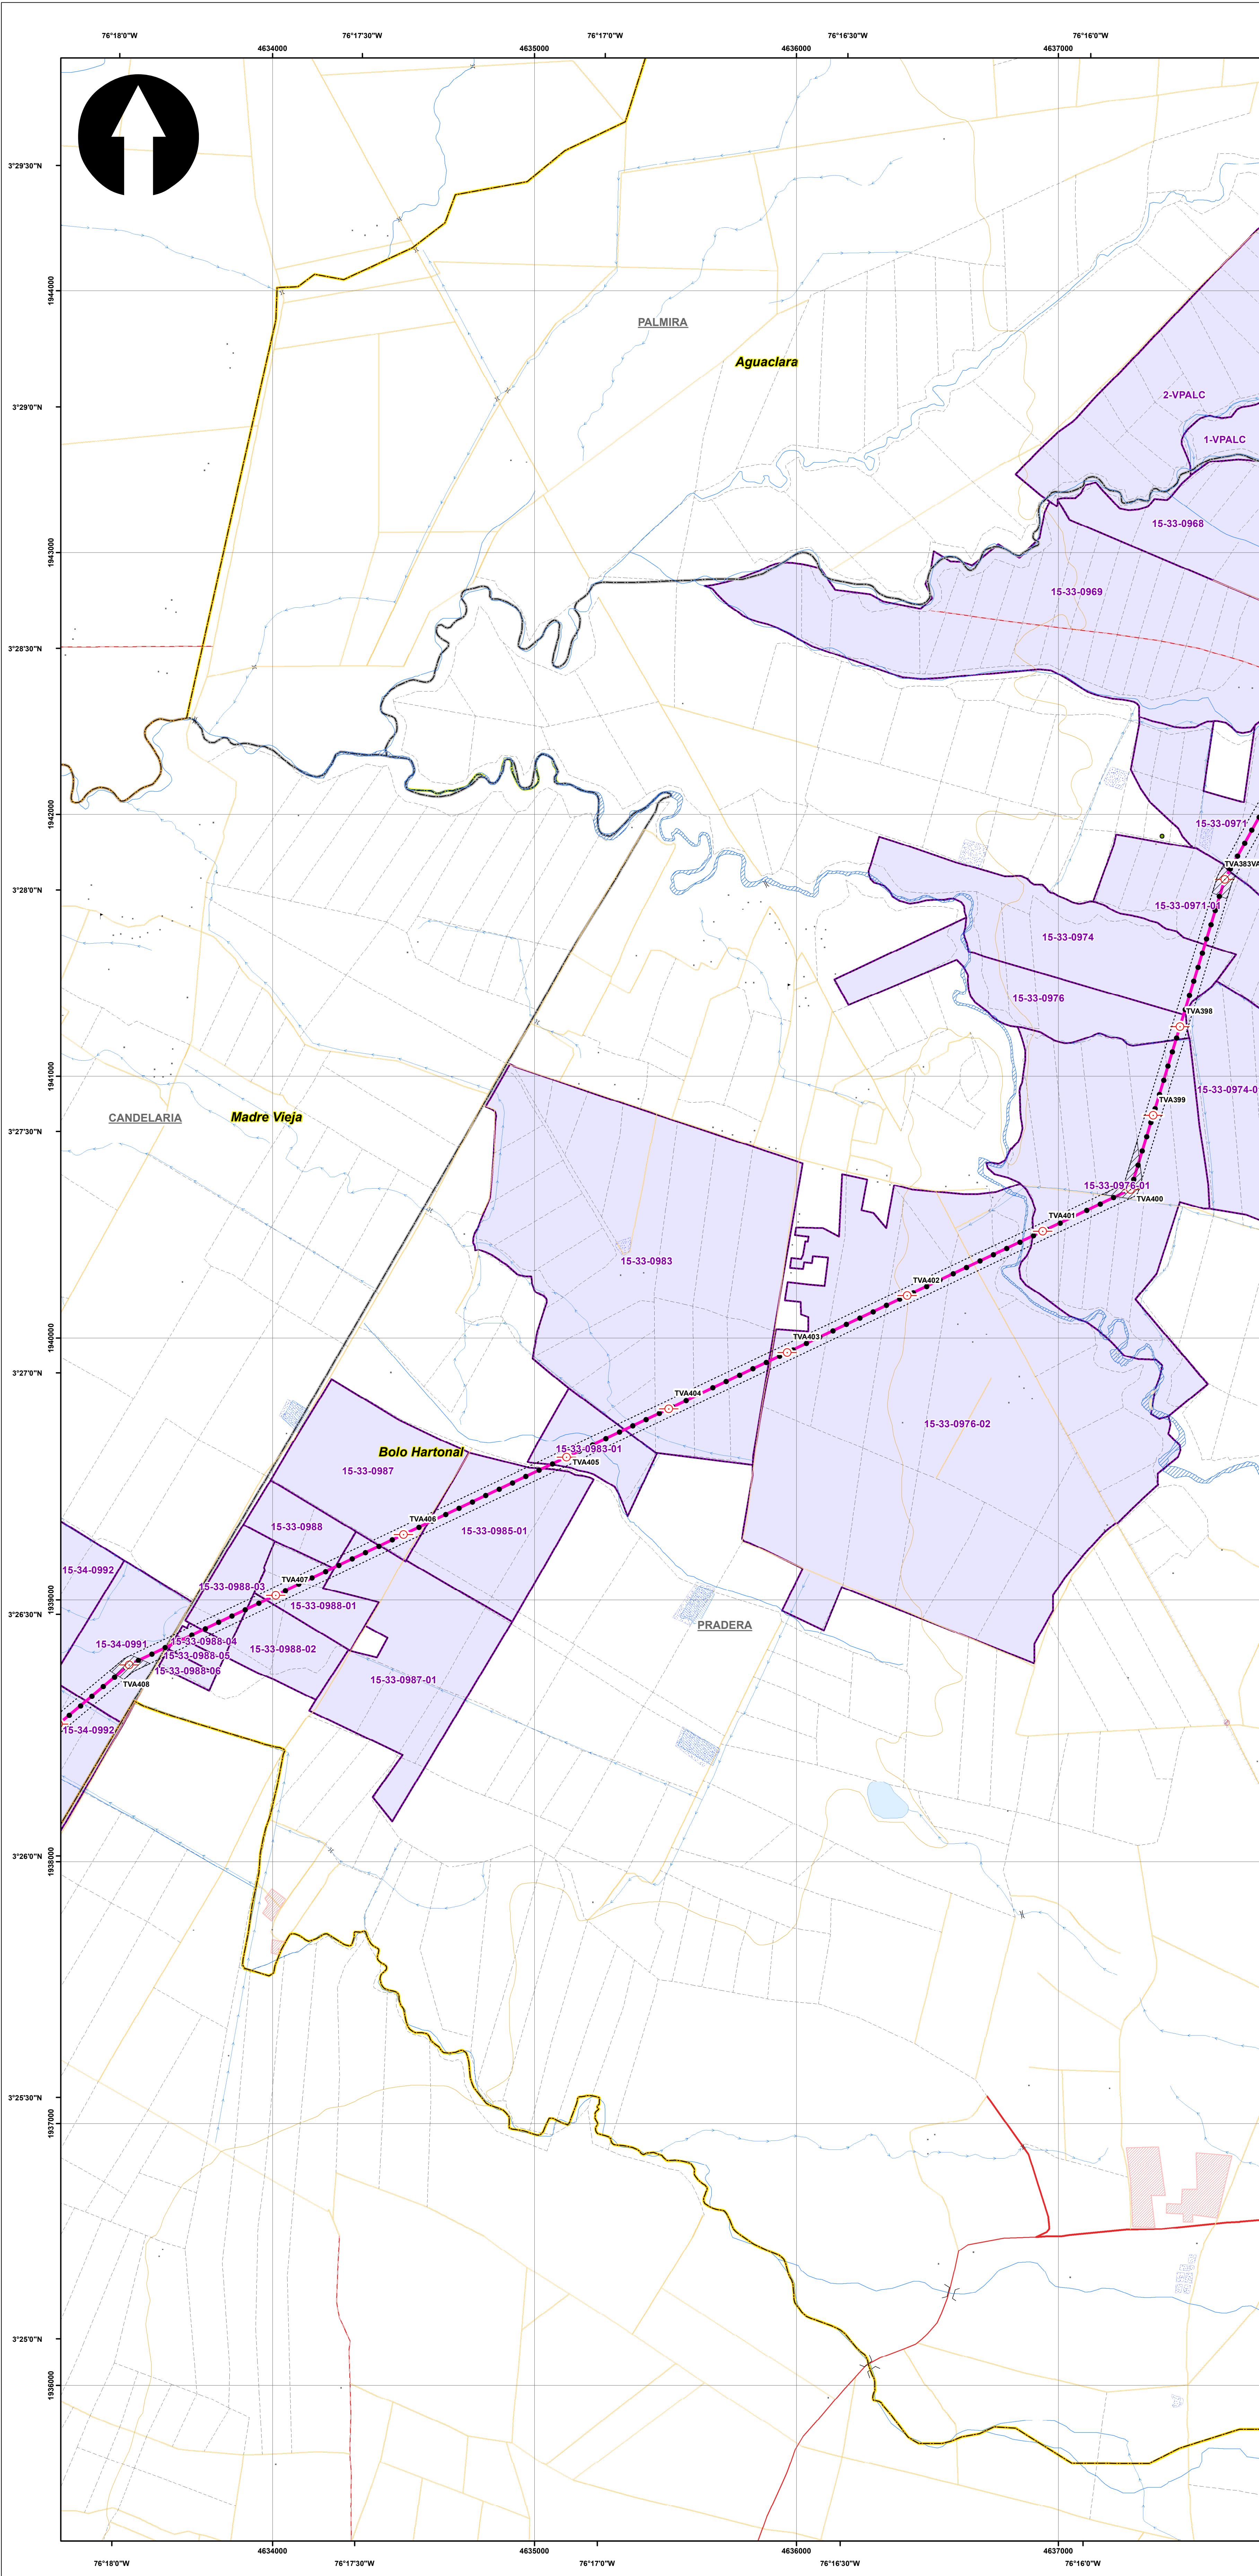 76°18'0"W 76°17'30"W 76°17'0"W 76°16'30"W 76°16'0"W
4634000 4635000 4636000 4637000
3°29'30"N
1944000
PALMIRA
Aguaclara
2-VPALC
3°29'0"N
1-VPALC
15-33-0968
1943000
15-33-0969
3°28'30"N
1942000
15-33-0971
TVA383VA
3°28'0"N
15-33-0971-01
15-33-0974
15-33-0976
TVA398
1941000
15-33-0974-0
TVA399
CANDELARIA
Madre Vieja
3°27'30"N
15-33-0976-01
TVA400
TVA401
15-33-0983
TVA402
1940000
TVA403
3°27'0"N
TVA404
15-33-0976-02
15-33-0983-01
Bolo Hartonal
TVA405
15-33-0987
TVA406
15-33-0988
15-33-0985-01
15-34-0992
TVA407
15-33-0988-03
1939000
15-33-0988-01
3°26'30"N
PRADERA
15-34-0991
15-33-0988-04
15-33-0988-02
15-33-0988-05
15-33-0988-06
15-33-0987-01
TVA408
15-34-0992
3°26'0"N
1938000
3°25'30"N
1937000
3°25'0"N
1936000
4634000 4635000 4636000 4637000
76°18'0"W 76°17'30"W 76°17'0"W 76°16'30"W 76°16'0"W